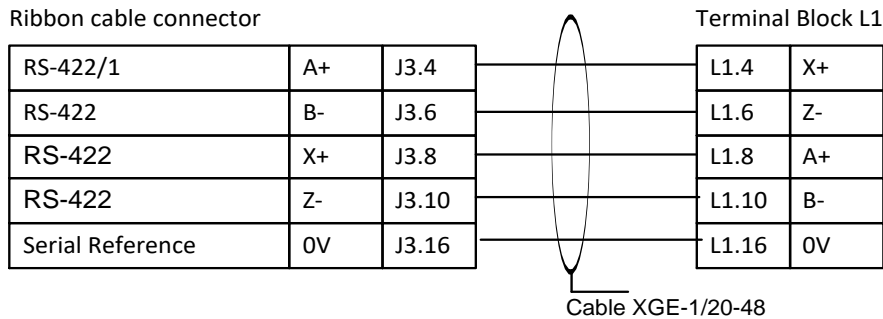 Ribbon cable connector Terminal Block L1
RS-422/1 A+ J3.4 L1.4 X+
RS-422 B- J3.6 L1.6 Z-
RS-422 X+ J3.8 L1.8 A+
RS-422 Z- J3.10 L1.10 B-
Serial Reference 0V J3.16 L1.16 0V
Cable XGE-1/20-48